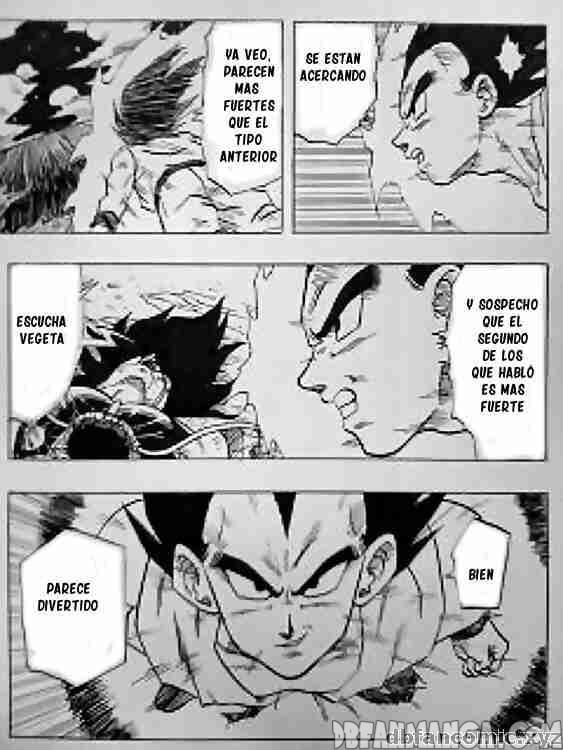 SE ESTAN
ACERCANDO
YA VEO,
PARECEN
MAS
FUERTES
QUE EL
TIPO
ANTERIOR
Y SOSPECHO
QUE EL
SEGUNDO
DE LOS
QUE HABLÓ
ES MAS
FUERTE
ESCUCHA
VEGETA
BIEN
PARECE
DIVERTIDO